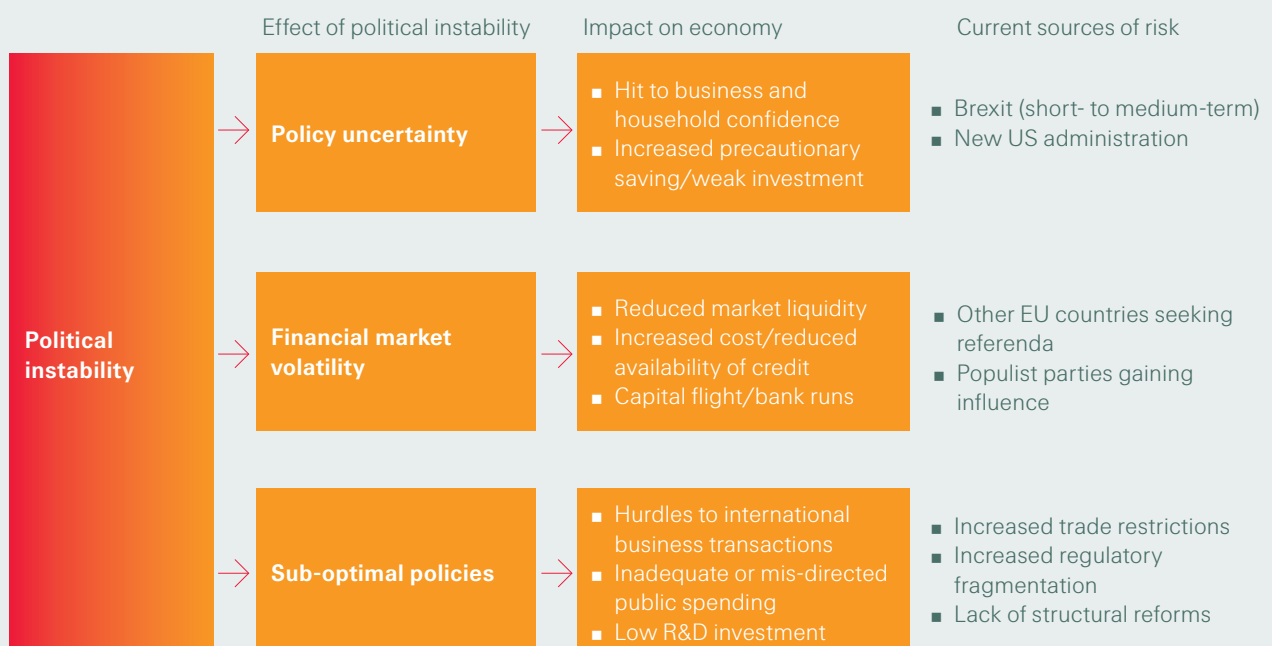 Effect of political instability
Impact on economy
Current sources of risk
Political
instability
Policy uncertainty
▪ Hit to business and
household confidence
▪ Increased precautionary
saving/weak investment
▪ Brexit (short- to medium-term)
▪ New US administration
Financial market
volatility
▪ Reduced market liquidity
▪ Increased cost/reduced
availability of credit
▪ Capital flight/bank runs
▪ Other EU countries seeking
referenda
▪ Populist parties gaining
influence
Sub-optimal policies
▪ Hurdles to international
business transactions
▪ Inadequate or mis-directed
public spending
▪ Low R&D investment
▪ Increased trade restrictions
▪ Increased regulatory
fragmentation
▪ Lack of structural reforms